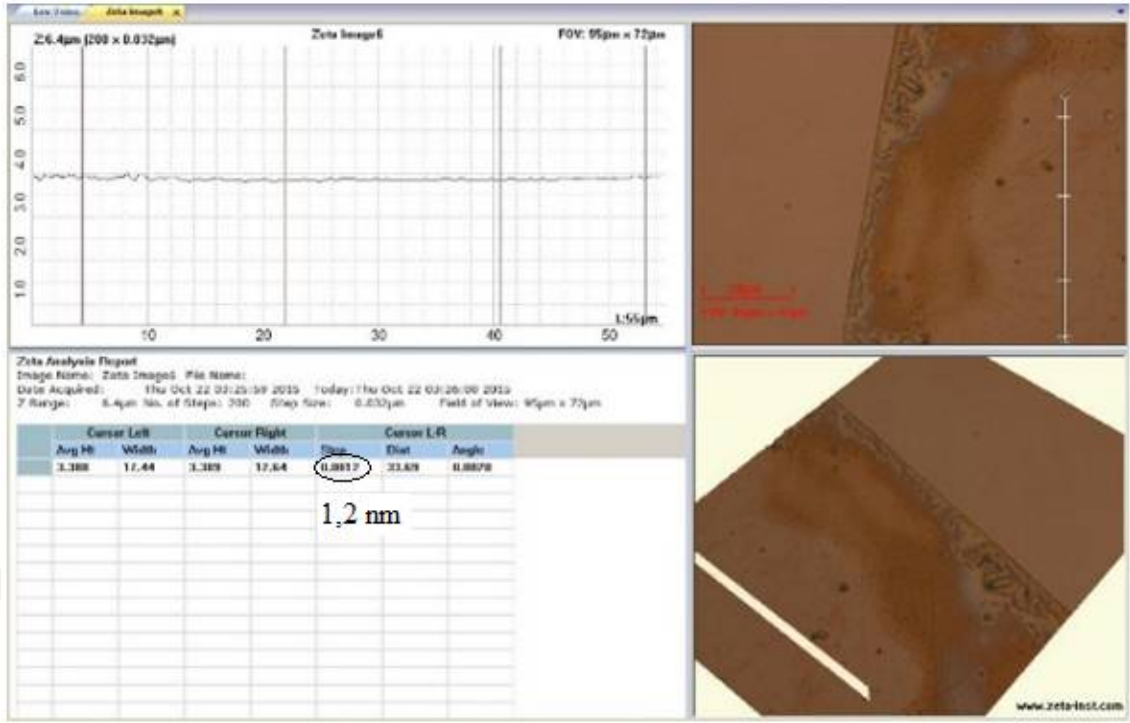 Zeta Image6 x
Z:6.4µm (200 x 0.032µm)
Zeta Image6
FOV: 95µm x 72µm
6.0
5.0
4.0
3.0
2.0
1.0
10
20
30
40
50
L:55µm
Zeta Analysis Report
Image Name: Zeta Image6 File Name:
Date Acquired: Thu Oct 22 03:25:59 2015 Today:Thu Oct 22 03:26:00 2015
Z Range: 6.4µm No. of Steps: 200 Step Size: 0.032µm Field of View: 95µm x 72µm
Cursor Left Cursor Right Cursor L-R
Avg Ht Width Avg Ht Width Step Dist Angle
3.388 17.44 3.389 17.64 0.0012 33.69
1,2 nm
www.zeta-inst.com